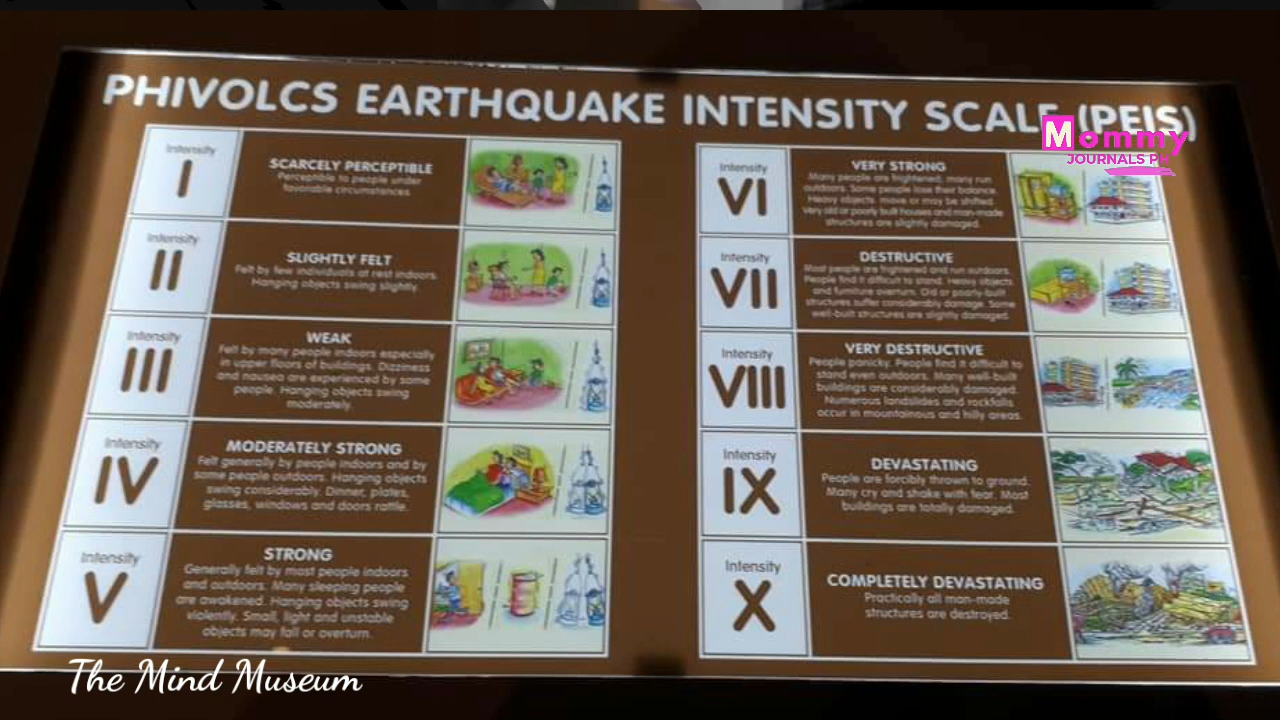 PHIVOLCS EARTHQUAKE INTENSITY SCALE (PEIS)
Mommy
JOURNALS PH
Intensity
I
SCARCELY PERCEPTIBLE
Perceptible to people under
favorable circumstances.
Intensity
II
SLIGHTLY FELT
Felt by few individuals at rest indoors.
Hanging objects swing slightly.
Intensity
III
WEAK
Felt by many people indoors especially
in upper floors of buildings. Dizziness
and nausea are experienced by some
people. Hanging objects swing
moderately.
Intensity
IV
MODERATELY STRONG
Felt generally by people indoors and by
some people outdoors. Hanging objects
swing considerably. Dinner, plates,
glasses, windows and doors rattle.
Intensity
V
STRONG
Generally felt by most people indoors
and outdoors. Many sleeping people
are awakened. Hanging objects swing
violently. Small, light and unstable
objects may fall or overturn.
Intensity
VI
VERY STRONG
Many people are frightened; many run
outdoors. Some people lose their balance.
Heavy objects move or may be shifted.
Very old or poorly built houses and man-made
structures are slightly damaged.
Intensity
VII
DESTRUCTIVE
Most people are frightened and run outdoors.
People find it difficult to stand. Heavy objects
and furniture overturn. Old or poorly-built
structures suffer considerably damage. Some
well-built structures are slightly damaged.
Intensity
VIII
VERY DESTRUCTIVE
People panicky. People find it difficult to
stand even outdoors. Many well-built
buildings are considerably damaged.
Numerous landslides and rockfalls
occur in mountainous and hilly areas.
Intensity
IX
DEVASTATING
People are forcibly thrown to ground.
Many cry and shake with fear. Most
buildings are totally damaged.
Intensity
X
COMPLETELY DEVASTATING
Practically all man-made
structures are destroyed.
The Mind Museum